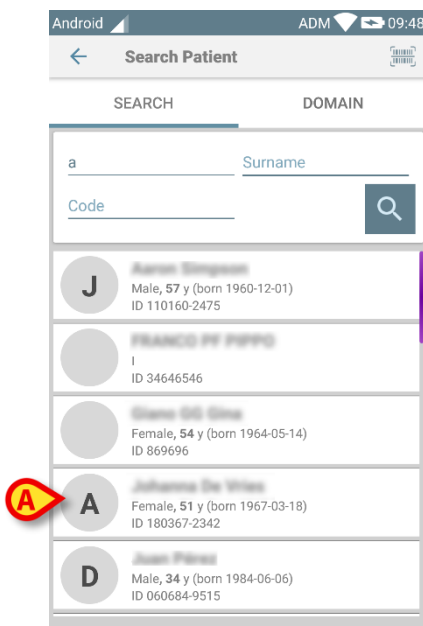 Android ADM 09:48
Search Patient
SEARCH DOMAIN
a Surname
Code
J
Male, 57 y (born 1960-12-01)
ID 110160-2475
I
ID 34646546
Female, 54 y (born 1964-05-14)
ID 869696
A A
Female, 51 y (born 1967-03-18)
ID 180367-2342
D
Male, 34 y (born 1984-06-06)
ID 060684-9515